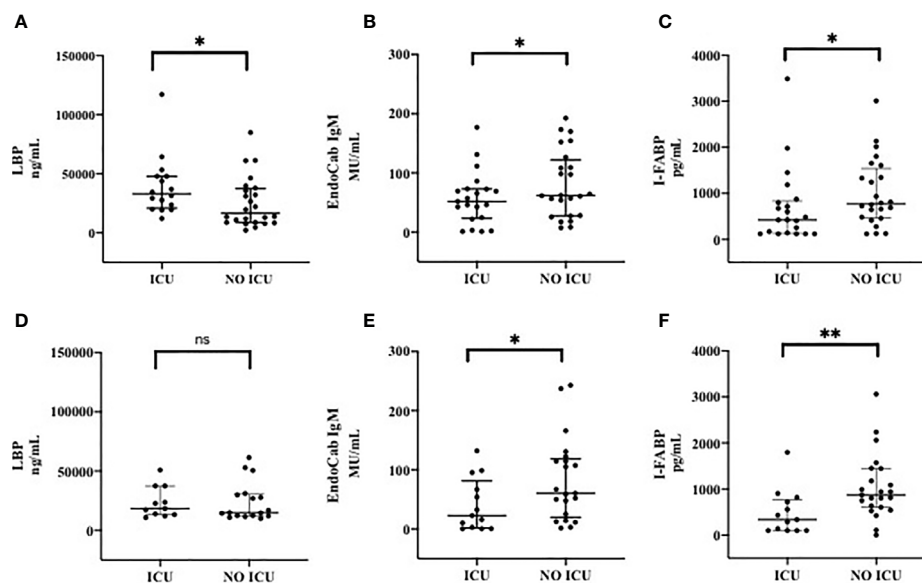 A
LBP
ng/mL
150000
100000
50000
0
*
ICU
NO ICU
B
EndoCab IgM
MU/mL
300
200
100
0
*
ICU
NO ICU
C
I-FABP
pg/mL
4000
3000
2000
1000
0
*
ICU
NO ICU
D
LBP
ng/mL
150000
100000
50000
0
ns
ICU
NO ICU
E
EndoCab IgM
MU/mL
300
200
100
0
*
ICU
NO ICU
F
I-FABP
pg/mL
4000
3000
2000
1000
0
**
ICU
NO ICU